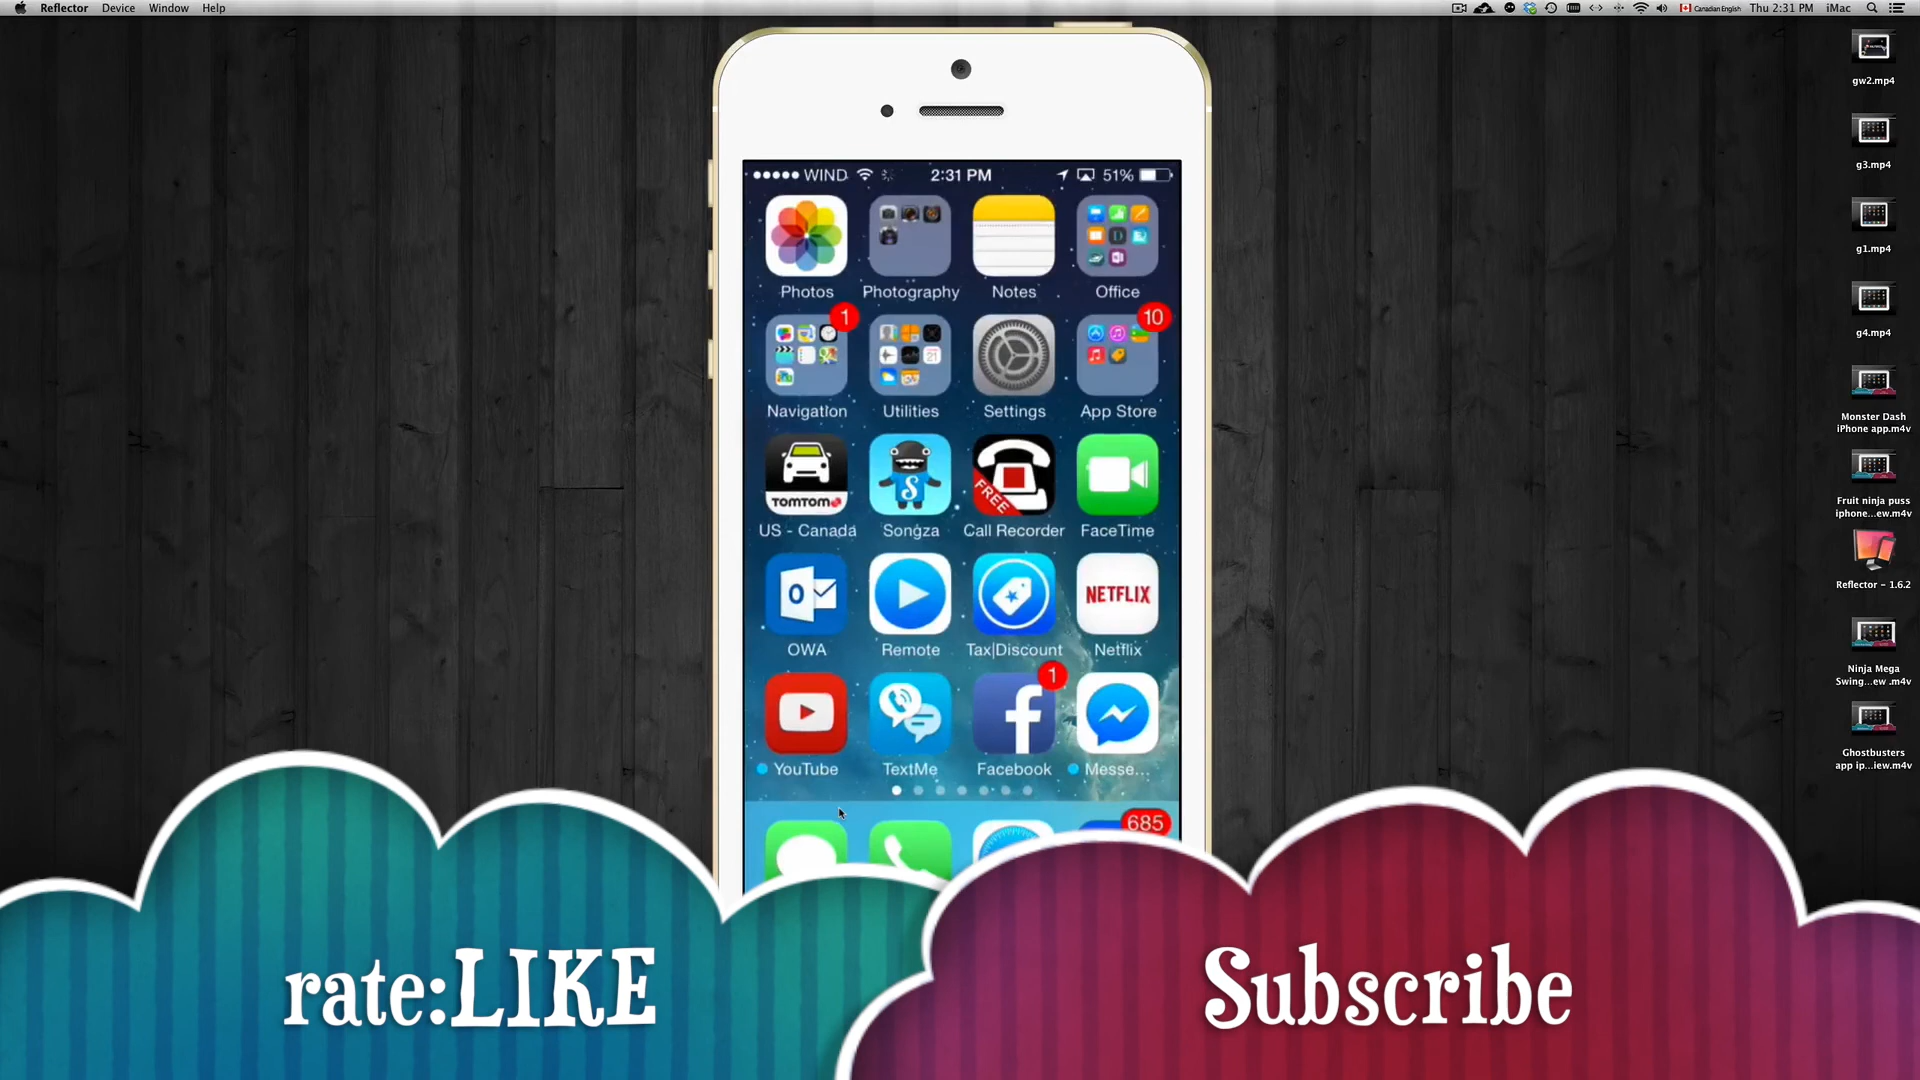 Reflector Device Window Help
Canadian English Thu 2:31 PM iMac
gw2.mp4
g3.mp4
g1.mp4
g4.mp4
Monster Dash
iPhone app.m4v
Fruit ninja puss
iphone...ew.m4v
Reflector - 1.6.2
Ninja Mega
Swing...ew .m4v
Ghostbusters
app ip...iew.m4v
WIND 2:31 PM 51%
Photos Photography Notes Office
1 10
21
Navigation Utilities Settings App Store
TOMTOM S FREE
US - Canada Songza Call Recorder FaceTime
O NETFLIX
OWA Remote Tax|Discount Netflix
1
f
YouTube TextMe Facebook Messe...
685
rate:LIKE
Subscribe